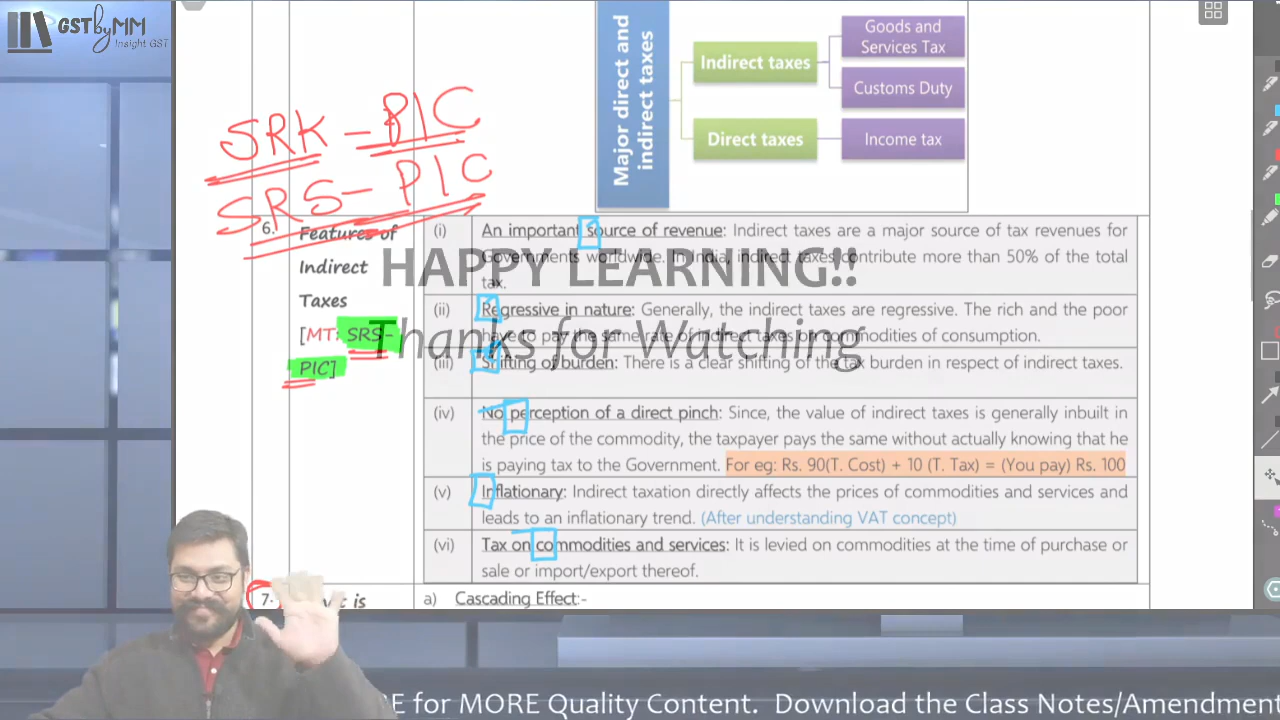 GSTbyMM
Insight GST
Major direct and
indirect taxes
Indirect taxes
Direct taxes
Goods and
Services Tax
Customs Duty
Income tax
SRK - PIC
SRS - PIC
6.
Features of
Indirect
Taxes
[MT: SRS-
PIC]
(i) An important source of revenue: Indirect taxes are a major source of tax revenues for
Governments worldwide. In India, indirect taxes contribute more than 50% of the total
tax.
(ii) Regressive in nature: Generally, the indirect taxes are regressive. The rich and the poor
have to pay the same rate of indirect taxes on commodities of consumption.
(iii) Shifting of burden: There is a clear shifting of the tax burden in respect of indirect taxes.
(iv) No perception of a direct pinch: Since, the value of indirect taxes is generally inbuilt in
the price of the commodity, the taxpayer pays the same without actually knowing that he
is paying tax to the Government. For eg: Rs. 90(T. Cost) + 10 (T. Tax) = (You pay) Rs. 100
(v) Inflationary: Indirect taxation directly affects the prices of commodities and services and
leads to an inflationary trend. (After understanding VAT concept)
(vi) Tax on commodities and services: It is levied on commodities at the time of purchase or
sale or import/export thereof.
HAPPY LEARNING!!
Thanks for Watching
7.
is
a) Cascading Effect:-
for MORE Quality Content. Download the Class Notes/Amendment